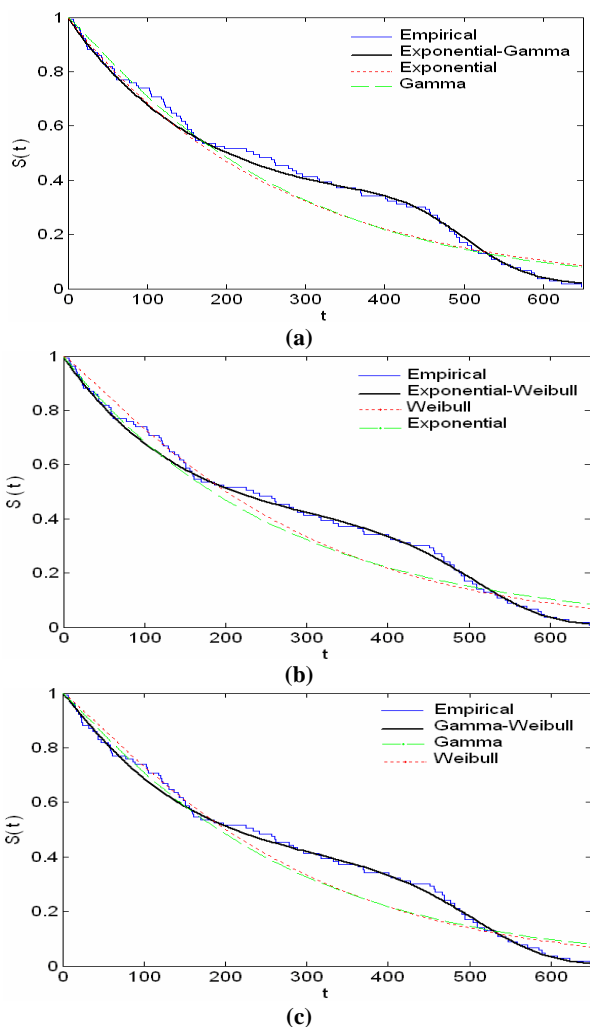 1
0.8
0.6
0.4
0.2
0
S(t)
Empirical
Exponential-Gamma
Exponential
Gamma
0 100 200 300 400 500 600
t
(a)
1
0.8
0.6
0.4
0.2
0
S(t)
Empirical
Exponential-Weibull
Weibull
Exponential
0 100 200 300 400 500 600
t
(b)
1
0.8
0.6
0.4
0.2
0
S(t)
Empirical
Gamma-Weibull
Gamma
Weibull
0 100 200 300 400 500 600
t
(c)